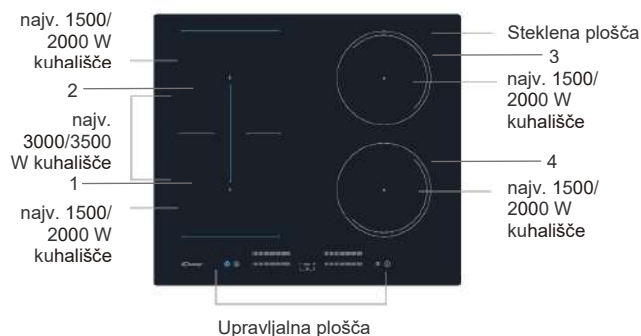 najv. 1500/
2000 W
kuhališče
2
najv.
3000/3500
W kuhališče
1
najv. 1500/
2000 W
kuhališče
Steklena plošča
3
najv. 1500/
2000 W
kuhališče
4
najv. 1500/
2000 W
kuhališče
Upravljalna plošča